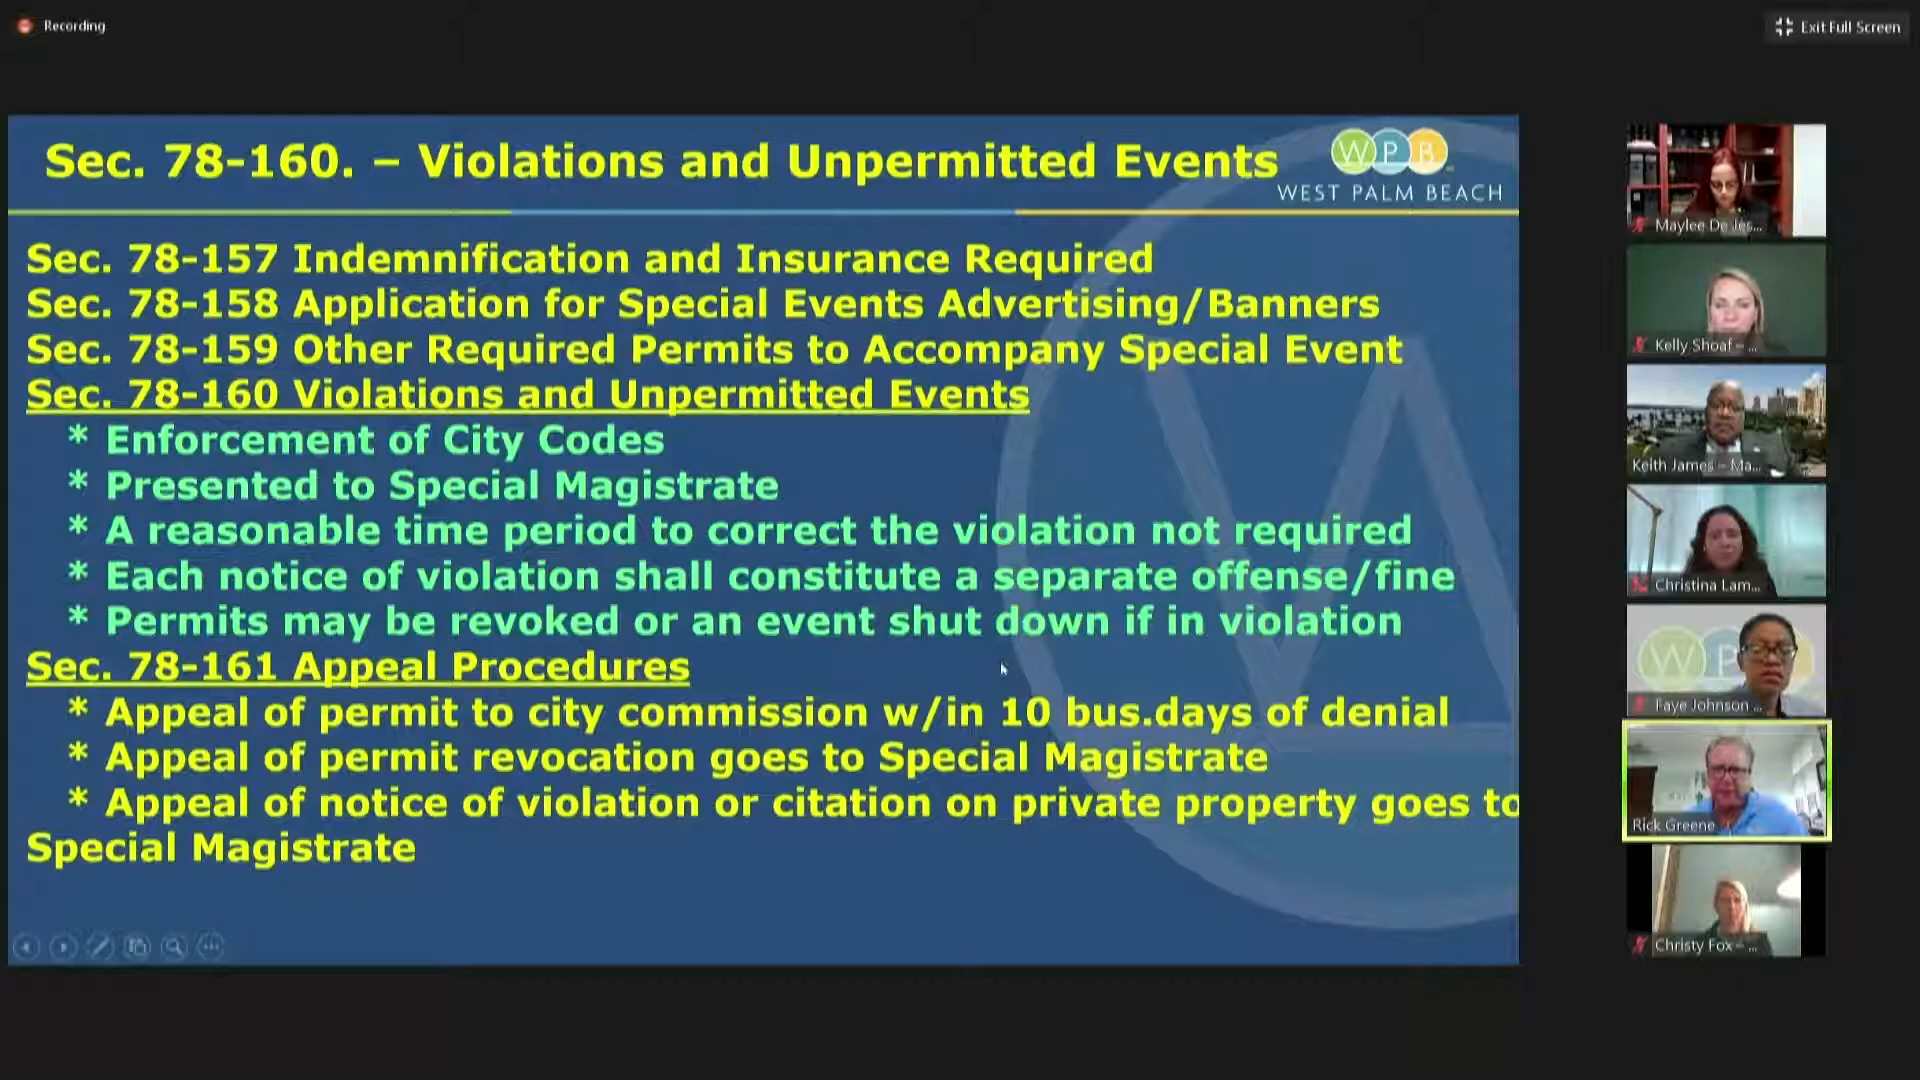 Recording
Exit Full Screen
Sec. 78-160. – Violations and Unpermitted Events
WPB
WEST PALM BEACH
Sec. 78-157 Indemnification and Insurance Required
Sec. 78-158 Application for Special Events Advertising/Banners
Sec. 78-159 Other Required Permits to Accompany Special Event
Sec. 78-160 Violations and Unpermitted Events
* Enforcement of City Codes
* Presented to Special Magistrate
* A reasonable time period to correct the violation not required
* Each notice of violation shall constitute a separate offense/fine
* Permits may be revoked or an event shut down if in violation
Sec. 78-161 Appeal Procedures
* Appeal of permit to city commission w/in 10 bus.days of denial
* Appeal of permit revocation goes to Special Magistrate
* Appeal of notice of violation or citation on private property goes to
Special Magistrate
Maylee De Jes...
Kelly Shoaf – ...
Keith James – Ma...
Christina Lam...
WP
Faye Johnson ...
Rick Greene
Christy Fox – ...